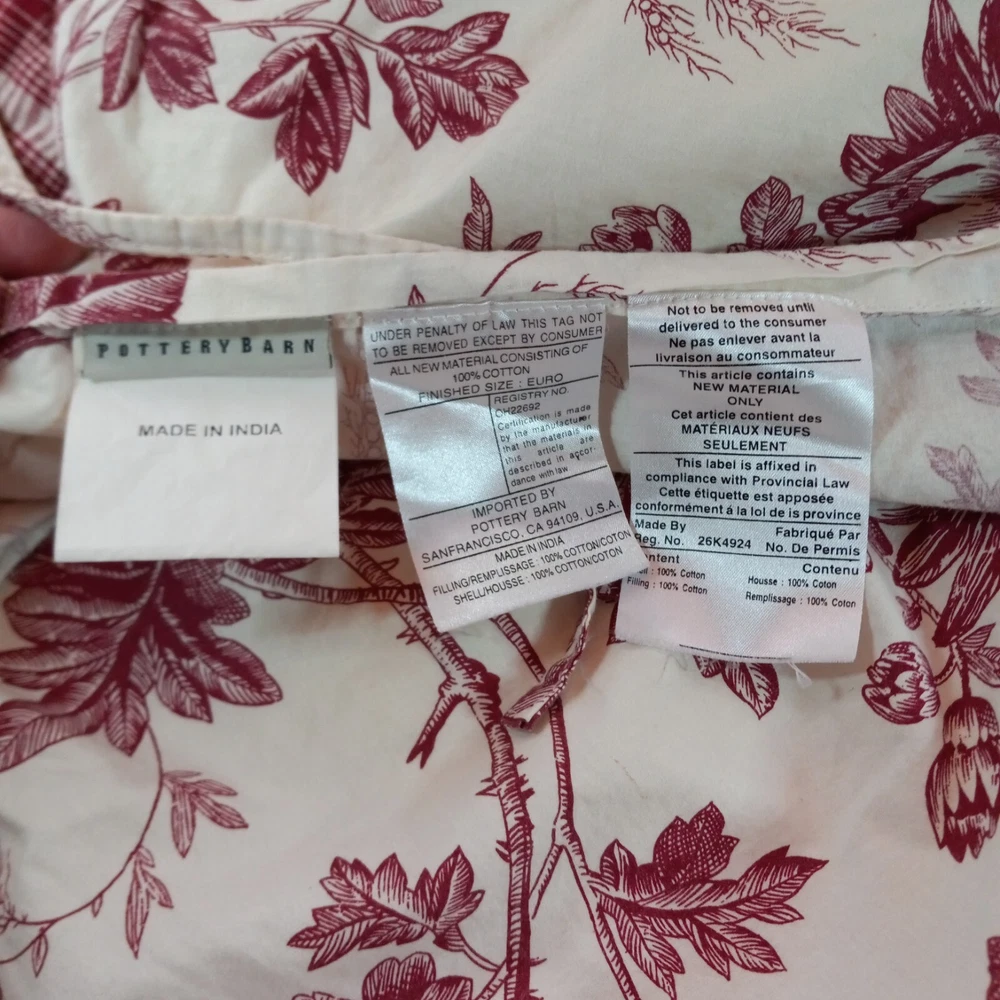 POTTERY BARN
MADE IN INDIA
UNDER PENALTY OF LAW THIS TAG NOT
TO BE REMOVED EXCEPT BY CONSUMER
ALL NEW MATERIAL CONSISTING OF
100% COTTON
FINISHED SIZE : EURO
REGISTRY NO.
OH22692
Certification is made
by the manufacturer
that the materials in
this article are
described in accor-
dance with law
IMPORTED BY
POTTERY BARN
SANFRANCISCO, CA 94109, U.S.A.
MADE IN INDIA
FILLING/REMPLISSAGE : 100% COTTON/COTON
SHELL/HOUSSE : 100% COTTON/COTON
Not to be removed until
delivered to the consumer
Ne pas enlever avant la
livraison au consommateur
This article contains
NEW MATERIAL
ONLY
Cet article contient des
MATÉRIAUX NEUFS
SEULEMENT
This label is affixed in
compliance with Provincial Law
Cette étiquette est apposée
conformément á la loi de is province
Made By Fabriqué Par
Reg. No. 26K4924 No. De Permis
Contenu
: 100% Cotton Housse : 100% Coton
Filling : 100% Cotton Remplissage : 100% Coton